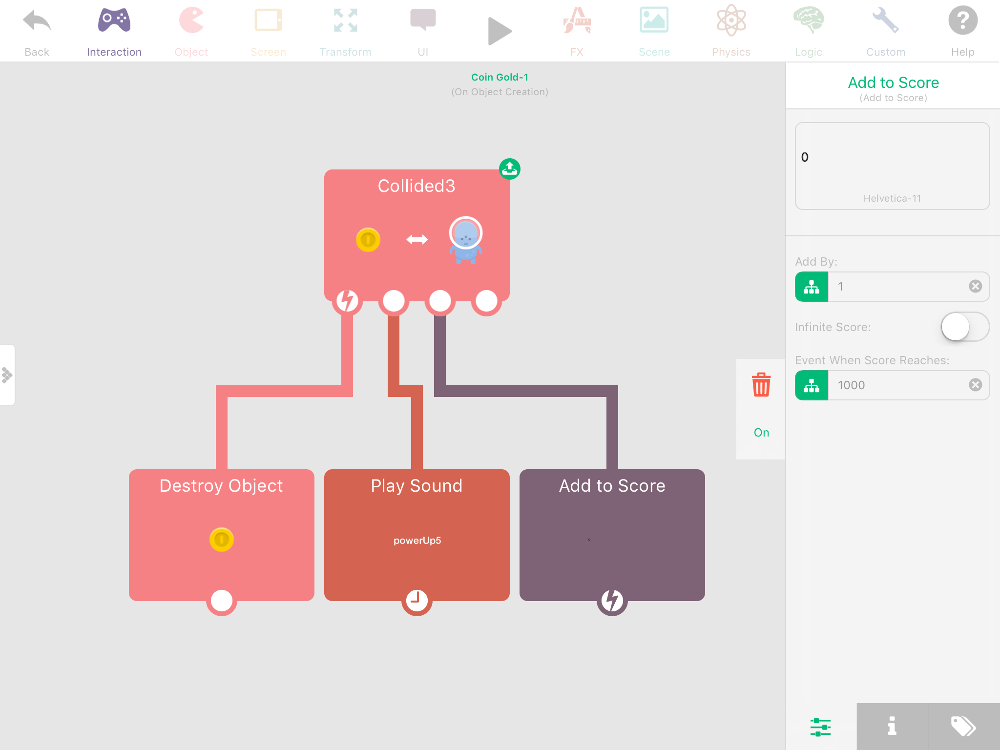 Back
Interaction
Object
Screen
Transform
UI
FX
Scene
Physics
Logic
Custom
Help
Coin Gold-1
(On Object Creation)
Add to Score
(Add to Score)
0
Helvetica-11
Collided3
Add By:
1
Infinite Score:
Event When Score Reaches:
1000
On
Destroy Object
Play Sound
powerUp5
Add to Score
0